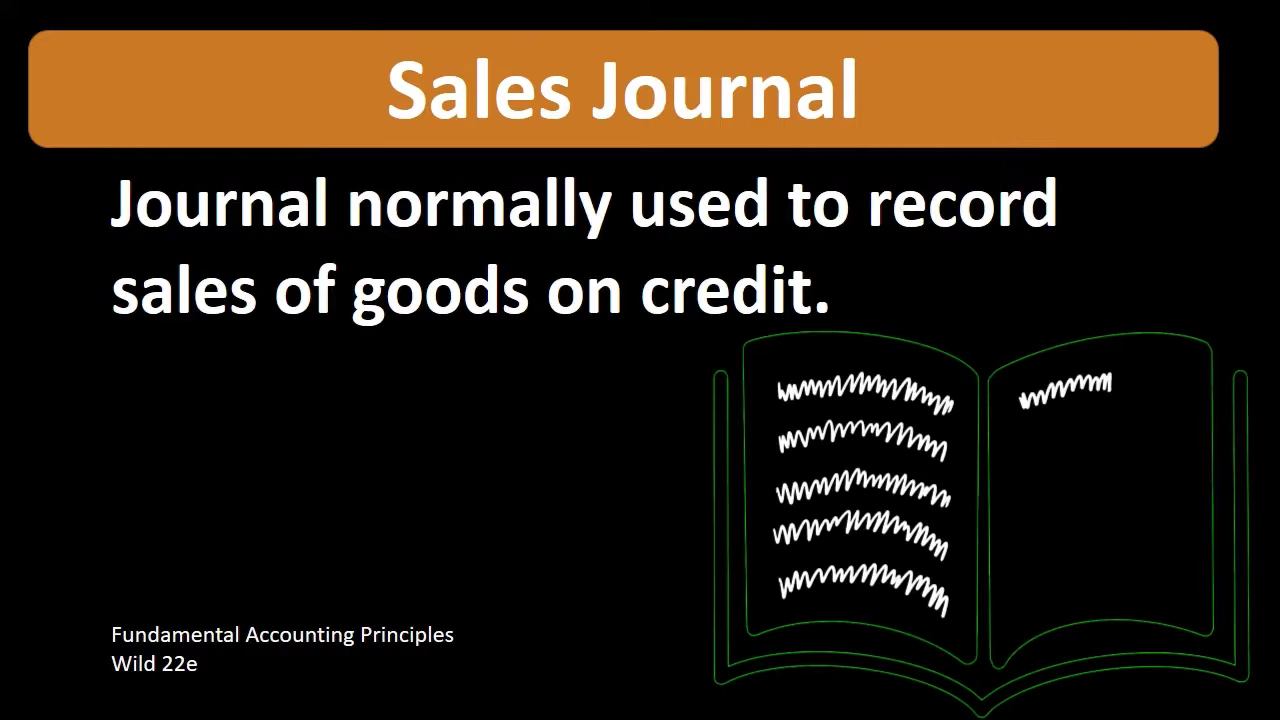 Sales Journal
Journal normally used to record
sales of goods on credit.
Fundamental Accounting Principles
Wild 22e